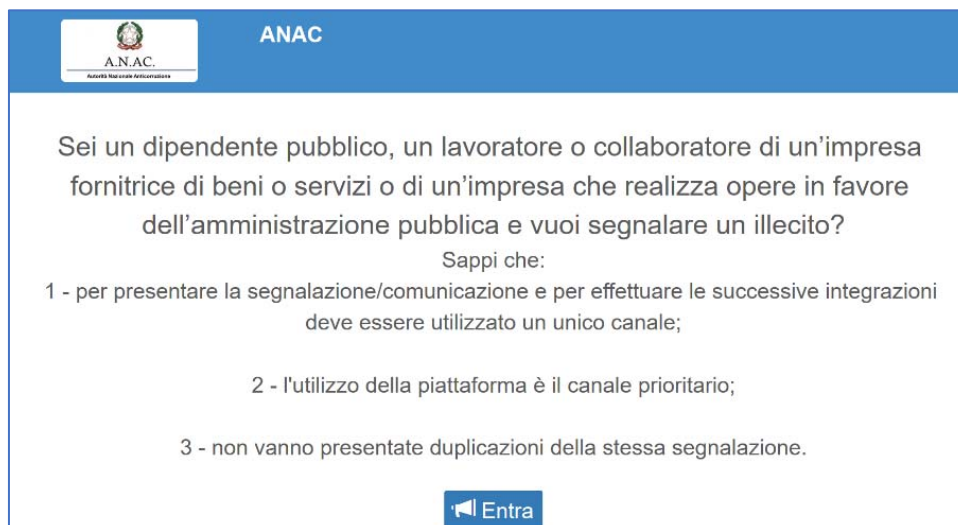 ANAC
A.N.AC.
Autorità Nazionale Anticorruzione
Sei un dipendente pubblico, un lavoratore o collaboratore di un’impresa
fornitrice di beni o servizi o di un’impresa che realizza opere in favore
dell’amministrazione pubblica e vuoi segnalare un illecito?
Sappi che:
1 - per presentare la segnalazione/comunicazione e per effettuare le successive integrazioni
deve essere utilizzato un unico canale;
2 - l'utilizzo della piattaforma è il canale prioritario;
3 - non vanno presentate duplicazioni della stessa segnalazione.
Entra